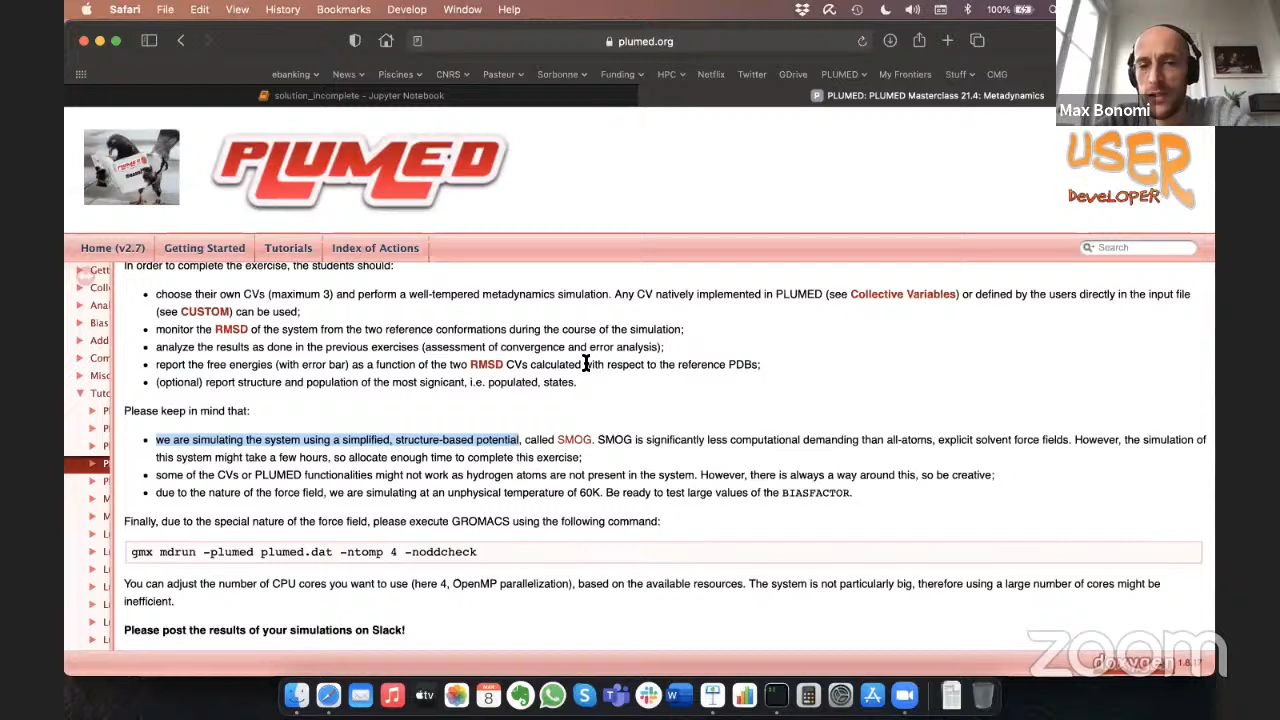 Safari File Edit View History Bookmarks Develop Window Help 100%
plumed.org
ebanking News Piscines CNRS Pasteur Sorbonne Funding HPC Netflix Twitter GDrive PLUMED My Frontiers Stuff CMG
solution_incomplete – Jupyter Notebook
P PLUMED: PLUMED Masterclass 21.4: Metadynamics
Max Bonomi
PLUMED
USER
DEVELOPER
Home (v2.7) Getting Started Tutorials Index of Actions
Search
Gett
Coll
Anal
Bias
Add
Com
Misc
Tuto
In order to complete the exercise, the students should:
• choose their own CVs (maximum 3) and perform a well-tempered metadynamics simulation. Any CV natively implemented in PLUMED (see Collective Variables) or defined by the users directly in the input file
(see CUSTOM) can be used;
• monitor the RMSD of the system from the two reference conformations during the course of the simulation;
• analyze the results as done in the previous exercises (assessment of convergence and error analysis);
• report the free energies (with error bar) as a function of the two RMSD CVs calculated with respect to the reference PDBs;
• (optional) report structure and population of the most signicant, i.e. populated, states.
Please keep in mind that:
• we are simulating the system using a simplified, structure-based potential, called SMOG. SMOG is significantly less computational demanding than all-atoms, explicit solvent force fields. However, the simulation of
this system might take a few hours, so allocate enough time to complete this exercise;
• some of the CVs or PLUMED functionalities might not work as hydrogen atoms are not present in the system. However, there is always a way around this, so be creative;
• due to the nature of the force field, we are simulating at an unphysical temperature of 60K. Be ready to test large values of the BIASFACTOR.
Finally, due to the special nature of the force field, please execute GROMACS using the following command:
gmx mdrun -plumed plumed.dat -ntomp 4 -noddcheck
You can adjust the number of CPU cores you want to use (here 4, OpenMP parallelization), based on the available resources. The system is not particularly big, therefore using a large number of cores might be
inefficient.
Please post the results of your simulations on Slack!
zoom
doxygen 1.8.17
tv
MAR
8